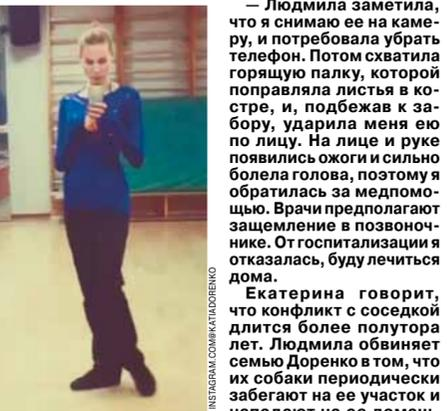 — Людмила заметила,
что я снимаю ее на каме-
ру, и потребовала убрать
телефон. Потом схватила
горящую палку, которой
поправляла листья в ко-
стре, и, подбежав к за-
бору, ударила меня ею
по лицу. На лице и руке
появились ожоги и сильно
болела голова, поэтому я
обратилась за медпомо-
щью. Врачи предполагают
защемление в позвоноч-
нике. От госпитализации я
отказалась, буду лечиться
дома.
Екатерина говорит,
что конфликт с соседкой
длится более полутора
лет. Людмила обвиняет
семью Доренко в том, что
их собаки периодически
забегают на ее участок и
INSTAGRAM.COM@KATIADORENKO